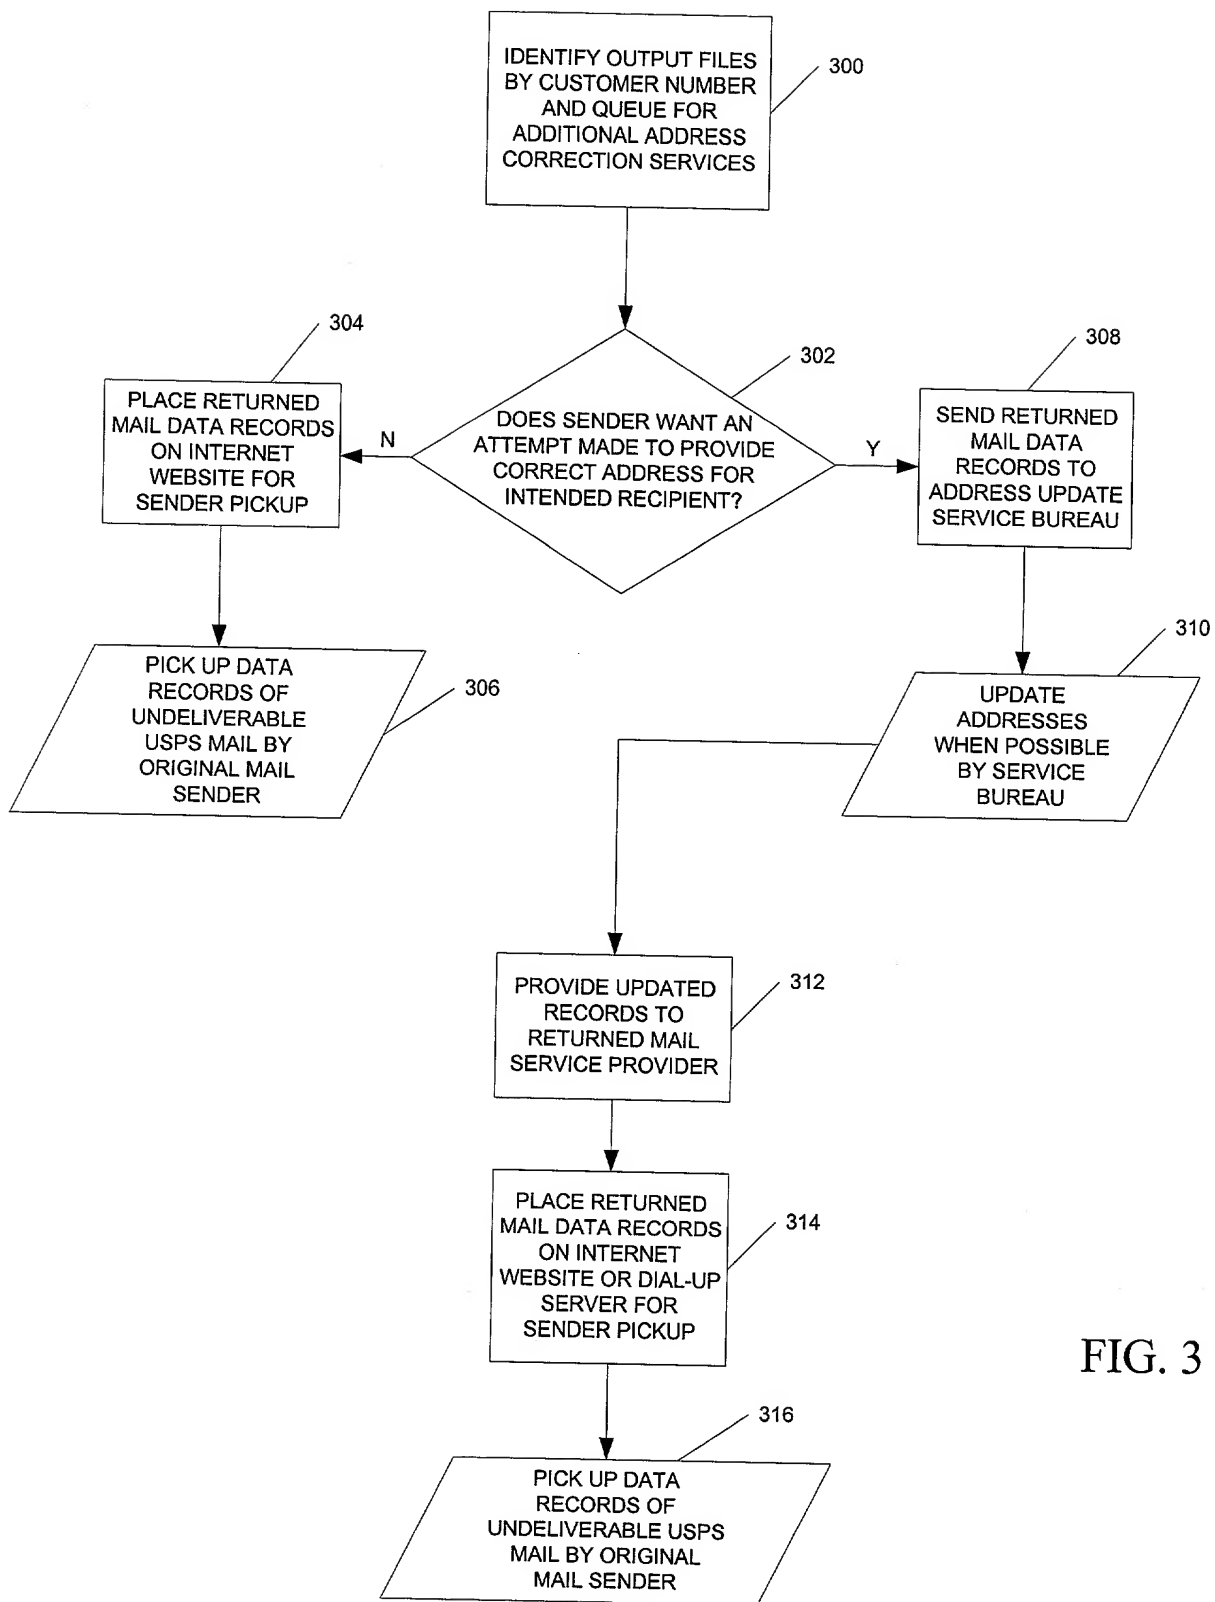 IDENTIFY OUTPUT FILES
BY CUSTOMER NUMBER
AND QUEUE FOR
ADDITIONAL ADDRESS
CORRECTION SERVICES
300
304
302
308
PLACE RETURNED
MAIL DATA RECORDS
ON INTERNET
WEBSITE FOR
SENDER PICKUP
N
DOES SENDER WANT AN
ATTEMPT MADE TO PROVIDE
CORRECT ADDRESS FOR
INTENDED RECIPIENT?
Y
SEND RETURNED
MAIL DATA
RECORDS TO
ADDRESS UPDATE
SERVICE BUREAU
PICK UP DATA
RECORDS OF
UNDELIVERABLE
USPS MAIL BY
ORIGINAL MAIL
SENDER
306
310
UPDATE
ADDRESSES
WHEN POSSIBLE
BY SERVICE
BUREAU
PROVIDE UPDATED
RECORDS TO
RETURNED MAIL
SERVICE PROVIDER
312
PLACE RETURNED
MAIL DATA RECORDS
ON INTERNET
WEBSITE OR DIAL-UP
SERVER FOR
SENDER PICKUP
314
FIG. 3
316
PICK UP DATA
RECORDS OF
UNDELIVERABLE USPS
MAIL BY ORIGINAL
MAIL SENDER